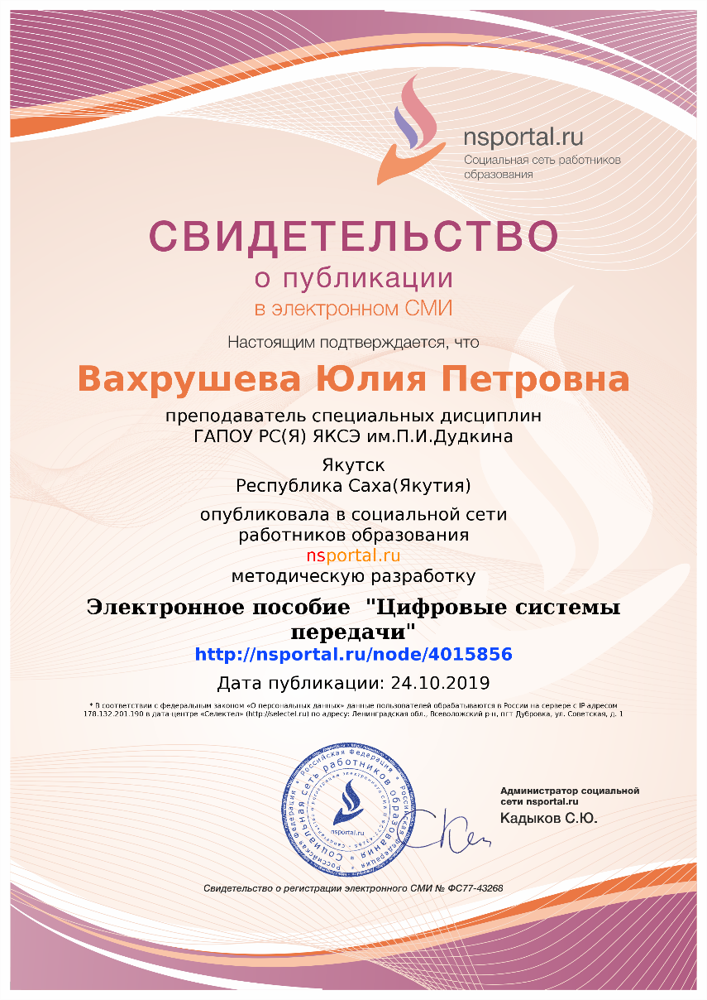 nsportal.ru
Социальная сеть работников
образования
СВИДЕТЕЛЬСТВО
о публикации
в электронном СМИ
Настоящим подтверждается, что
Вахрушева Юлия Петровна
преподаватель специальных дисциплин
ГАПОУ РС(Я) ЯКСЭ им.П.И.Дудкина
Якутск
Республика Саха(Якутия)
опубликовала в социальной сети
работников образования
nsportal.ru
методическую разработку
Электронное пособие  "Цифровые системы
передачи"
http://nsportal.ru/node/4015856
Дата публикации: 24.10.2019
* В соответствии с федеральным законом «О персональных данных» данные пользователей обрабатываются в России на сервере с IP-адресом
178.132.201.190 в дата-центре «Селектел» (http://selectel.ru) по адресу: Ленинградская обл., Всеволожский р-н, пгт Дубровка, ул. Советская, д. 1
Российская Федерация * Российская Федерация * Российская Федерация *
Социальная сеть работников образования *
nsportal.ru
Администратор социальной
сети nsportal.ru
Кадыков С.Ю.
Свидетельство о регистрации электронного СМИ № ФС77-43268